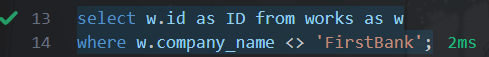 13 select w.id as ID from works as w
14 where w.company_name <> 'FirstBank'; 2ms